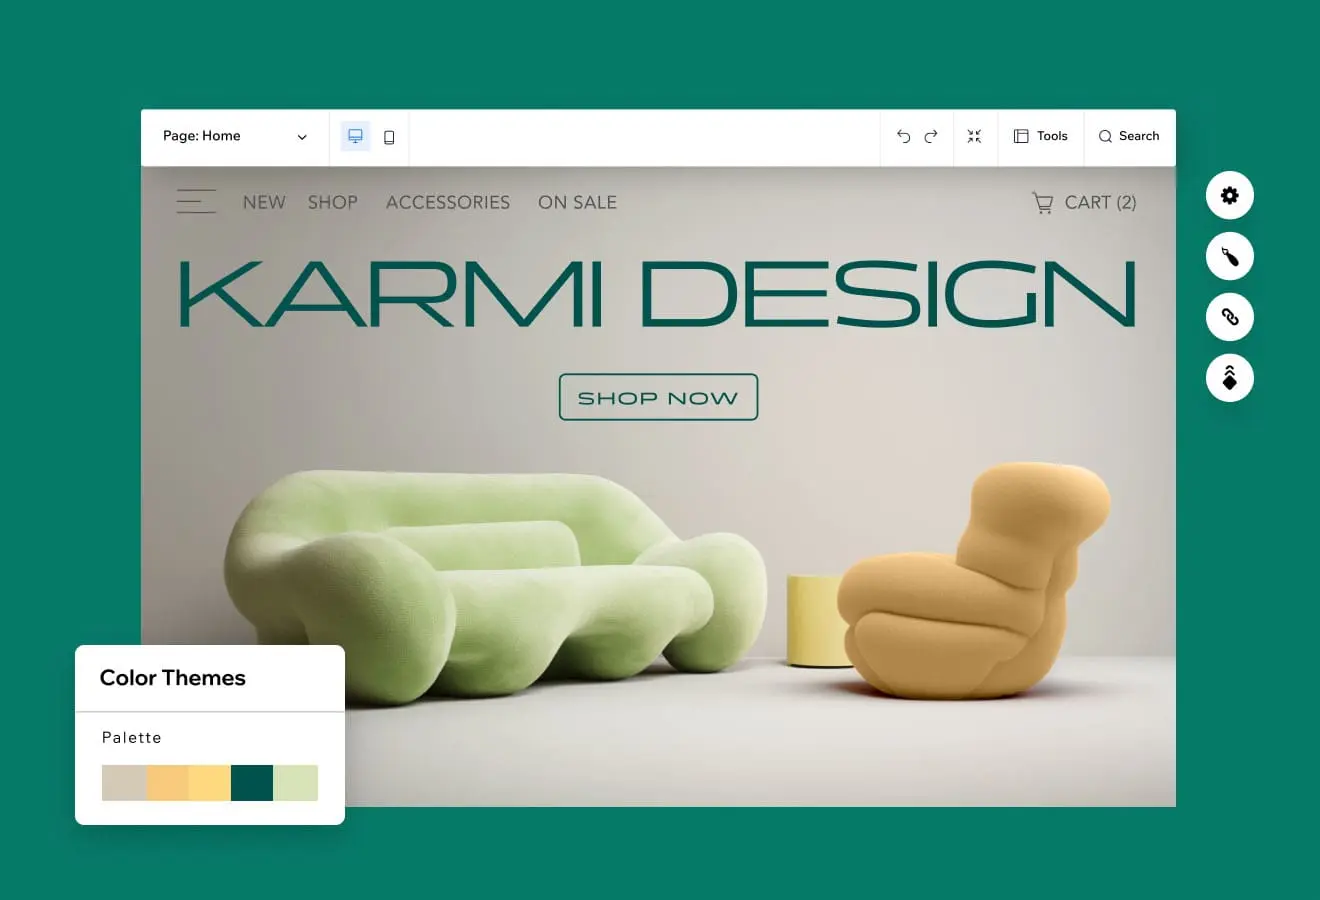 Page: Home
Tools
Search
NEW SHOP ACCESSORIES ON SALE
CART (2)
KARMI DESIGN
SHOP NOW
Color Themes
Palette